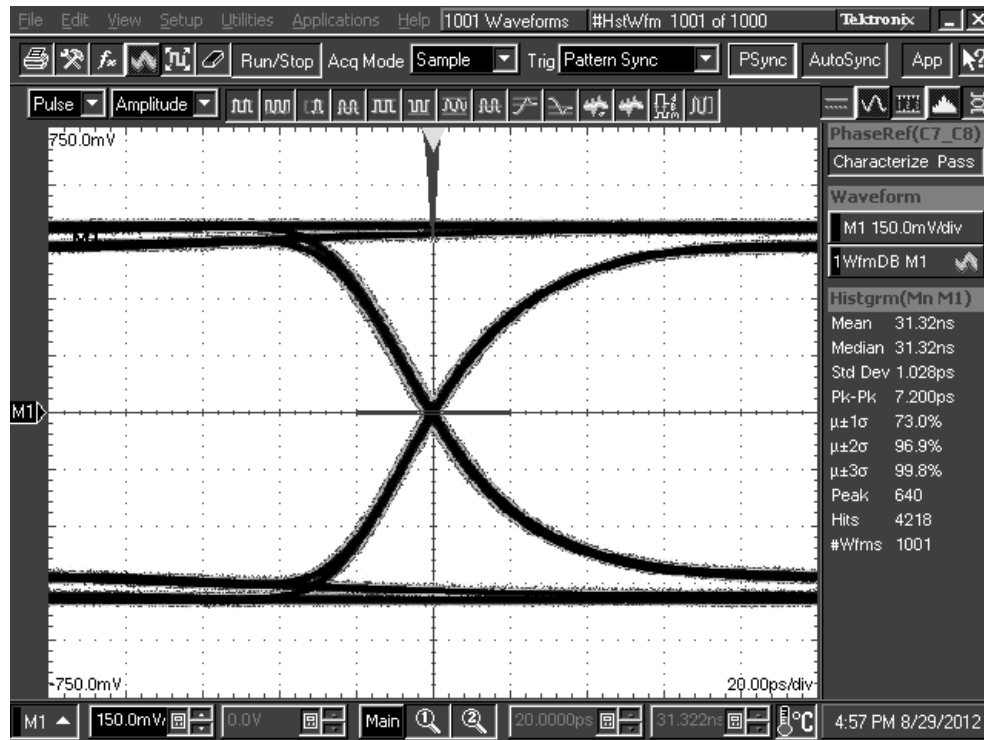 File Edit View Setup Utilities Applications Help 1001 Waveforms #HstWfm 1001 of 1000 Tektronix
Run/Stop Acq Mode Sample Trig Pattern Sync PSync AutoSync App
Pulse Amplitude
750.0mV
PhaseRef(C7_C8)
Characterize Pass
Waveform
M1 150.0mV/div
1 WfmDB M1
Histgrm(Mn M1)
Mean 31.32ns
Median 31.32ns
Std Dev 1.028ps
Pk-Pk 7.200ps
µ±1σ 73.0%
µ±2σ 96.9%
µ±3σ 99.8%
Peak 640
Hits 4218
#Wfms 1001
M1
-750.0mV 20.00ps/div
M1 150.0mV/ 0.0V Main 1 2 20.0000ps 31.322ns °C 4:57 PM 8/29/2012